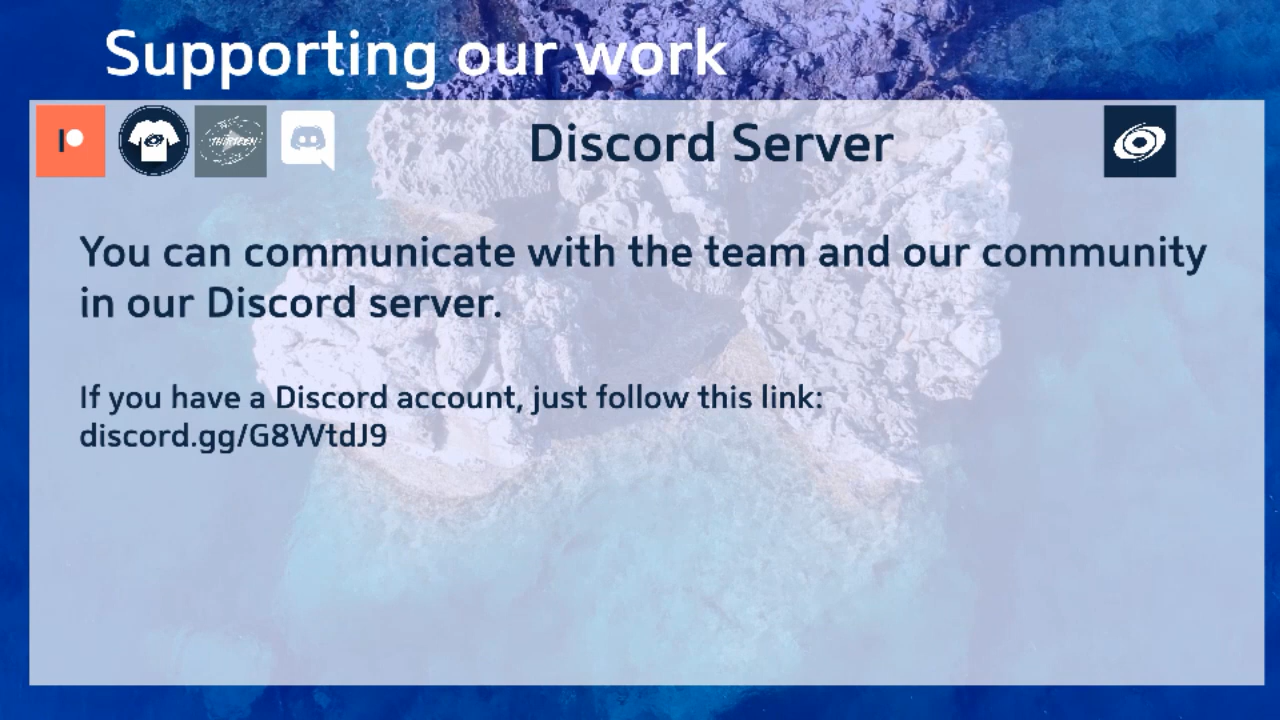 Supporting our work
THIRTEEN
Discord Server
You can communicate with the team and our community
in our Discord server.
If you have a Discord account, just follow this link:
discord.gg/G8WtdJ9